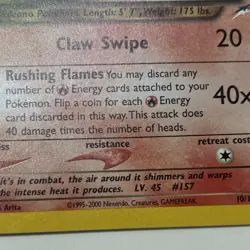 Pokémon, Length: 5' 7", Weight: 175 lbs.
Claw Swipe 20
Rushing Flames You may discard any
number of Energy cards attached to your
Pokémon. Flip a coin for each Energy
card discarded in this way. This attack does
40 damage times the number of heads.
40×
resistance
retreat cost
it's in combat, the air around it shimmers and warps
the intense heat it produces. LV. 45 #157
Arita
©1995-2000 Nintendo, Creatures, GAMEFREAK.